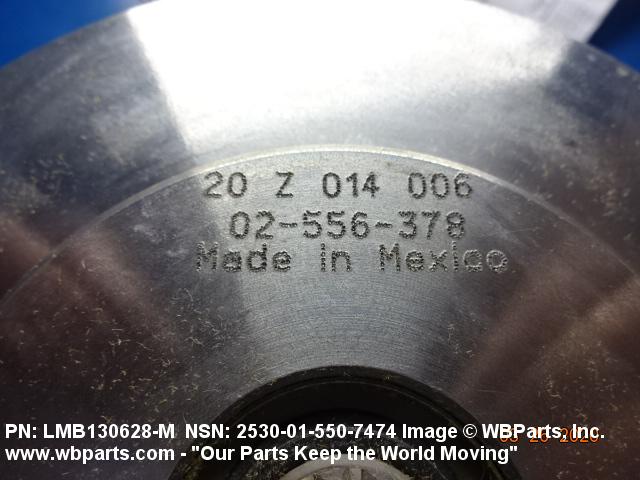 20 Z 014 006
02-556-378
Made in Mexico
PN: LMB130628-M NSN: 2530-01-550-7474 Image © WBParts, Inc.
www.wbparts.com - "Our Parts Keep the World Moving"